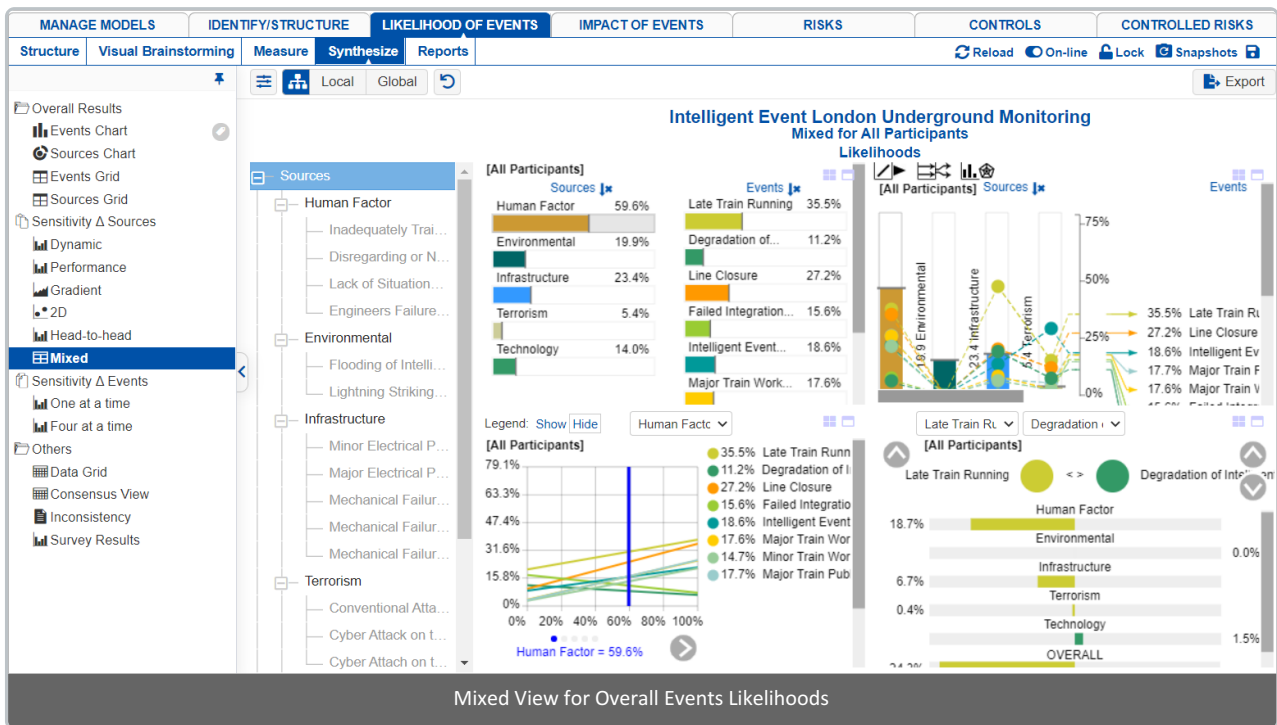 MANAGE MODELS IDENTIFY/STRUCTURE LIKELIHOOD OF EVENTS IMPACT OF EVENTS RISKS CONTROLS CONTROLLED RISKS
Structure Visual Brainstorming Measure Synthesize Reports Reload On-line Lock Snapshots
Local Global Export
Overall Results
Events Chart
Sources Chart
Events Grid
Sources Grid
Sensitivity Δ Sources
Dynamic
Performance
Gradient
2D
Head-to-head
Mixed
Sensitivity Δ Events
One at a time
Four at a time
Others
Data Grid
Consensus View
Inconsistency
Survey Results
Intelligent Event London Underground Monitoring
Mixed for All Participants
Likelihoods
Sources
Human Factor
Inadequately Trai...
Disregarding or N...
Lack of Situation...
Engineers Failure...
Environmental
Flooding of Intelli...
Lightning Striking...
Infrastructure
Minor Electrical P...
Major Electrical P...
Mechanical Failur...
Mechanical Failur...
Mechanical Failur...
Terrorism
Conventional Atta...
Cyber Attack on t...
Cyber Attach on t...
[All Participants]
Sources Events
Human Factor 59.6% Late Train Running 35.5%
Environmental 19.9% Degradation of... 11.2%
Infrastructure 23.4% Line Closure 27.2%
Terrorism 5.4% Failed Integration... 15.6%
Technology 14.0% Intelligent Event... 18.6%
Major Train Work... 17.6%
[All Participants] Sources Events
75%
50%
25%
0%
19.9 Environmental
23.4 Infrastructure
5.4 Terrorism
35.5% Late Train Ru
27.2% Line Closure
18.6% Intelligent Ev
17.7% Major Train F
17.6% Major Train V
Legend: Show Hide Human Factc
[All Participants]
79.1%
63.3%
47.4%
31.6%
15.8%
0%
0% 20% 40% 60% 80% 100%
Human Factor = 59.6%
35.5% Late Train Runn
11.2% Degradation of I
27.2% Line Closure
15.6% Failed Integratio
18.6% Intelligent Event
17.6% Major Train Wor
14.7% Minor Train Wor
17.7% Major Train Pub
Late Train Ru Degradation
[All Participants]
Late Train Running <> Degradation of
Human Factor
18.7%
Environmental
0.0%
Infrastructure
6.7%
Terrorism
0.4%
Technology
1.5%
OVERALL
Mixed View for Overall Events Likelihoods